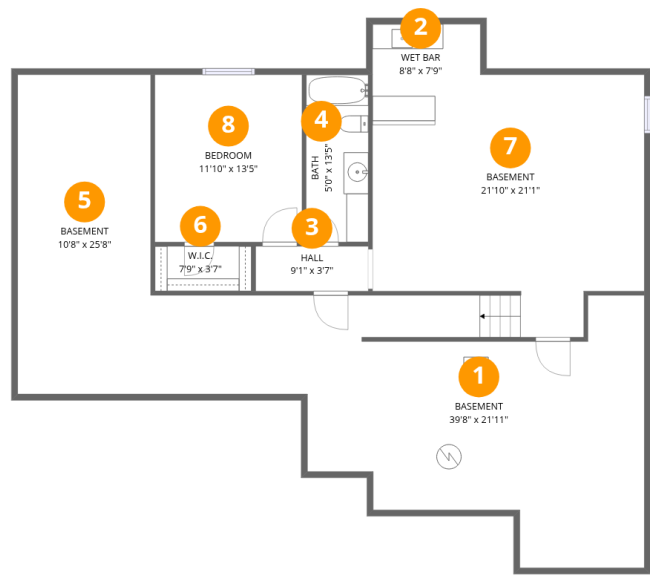 2
WET BAR
8'8" x 7'9"
4
BATH
5'0" x 13'5"
8
BEDROOM
11'10" x 13'5"
7
BASEMENT
21'10" x 21'1"
5
BASEMENT
10'8" x 25'8"
6
W.I.C.
7'9" x 3'7"
3
HALL
9'1" x 3'7"
1
BASEMENT
39'8" x 21'11"